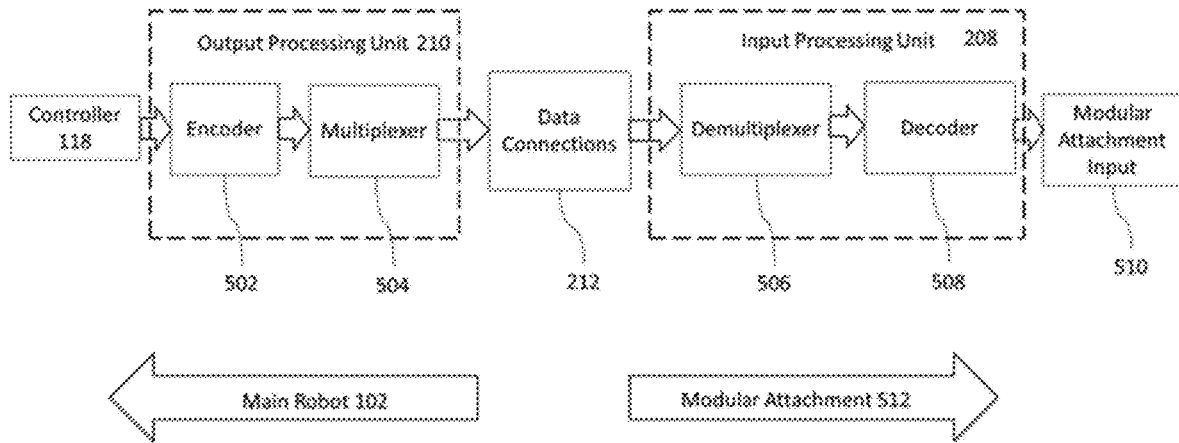 Output Processing Unit 210
Input Processing Unit 208
Controller
118
Encoder
Multiplexer
Data
Connections
Demultiplexer
Decoder
Modular
Attachment
Input
502
504
212
506
508
510
Main Robot 102
Modular Attachment 512